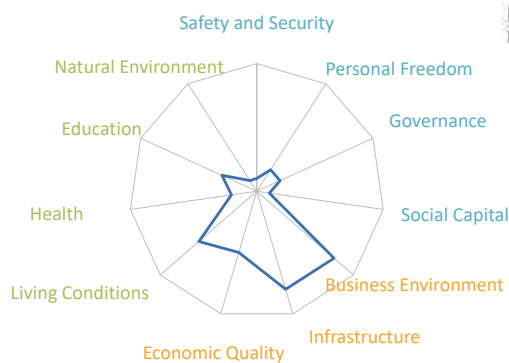 Safety and Security
Natural Environment
Personal Freedom
Education
Governance
Health
Social Capital
Living Conditions
Business Environment
Infrastructure
Economic Quality